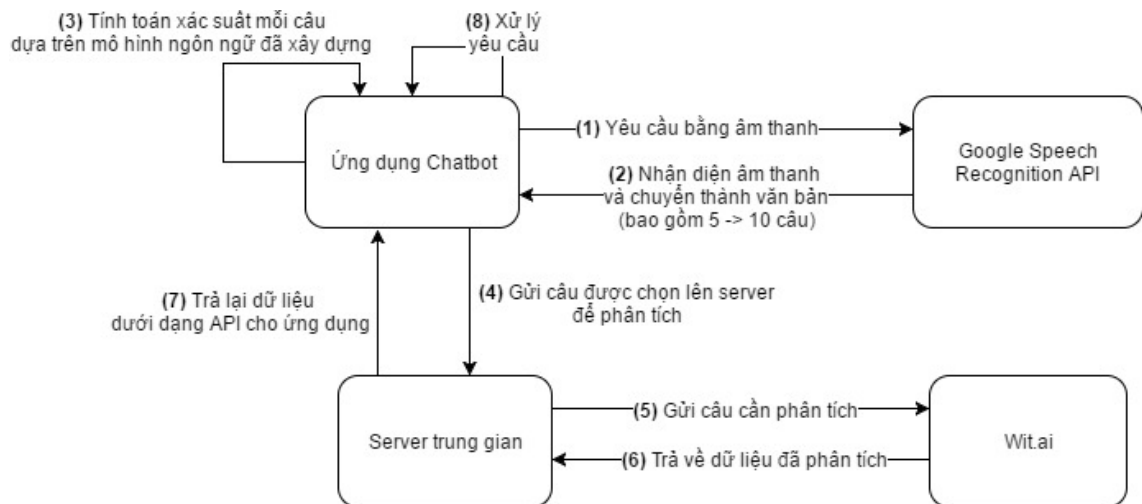 (3) Tính toán xác suất mỗi câu
dựa trên mô hình ngôn ngữ đã xây dựng
(8) Xử lý
yêu cầu
Ứng dụng Chatbot
(1) Yêu cầu bằng âm thanh
(2) Nhận diện âm thanh
và chuyển thành văn bản
(bao gồm 5 -> 10 câu)
Google Speech
Recognition API
(7) Trả lại dữ liệu
dưới dạng API cho ứng dụng
(4) Gửi câu được chọn lên server
để phân tích
Server trung gian
(5) Gửi câu cần phân tích
(6) Trả về dữ liệu đã phân tích
Wit.ai